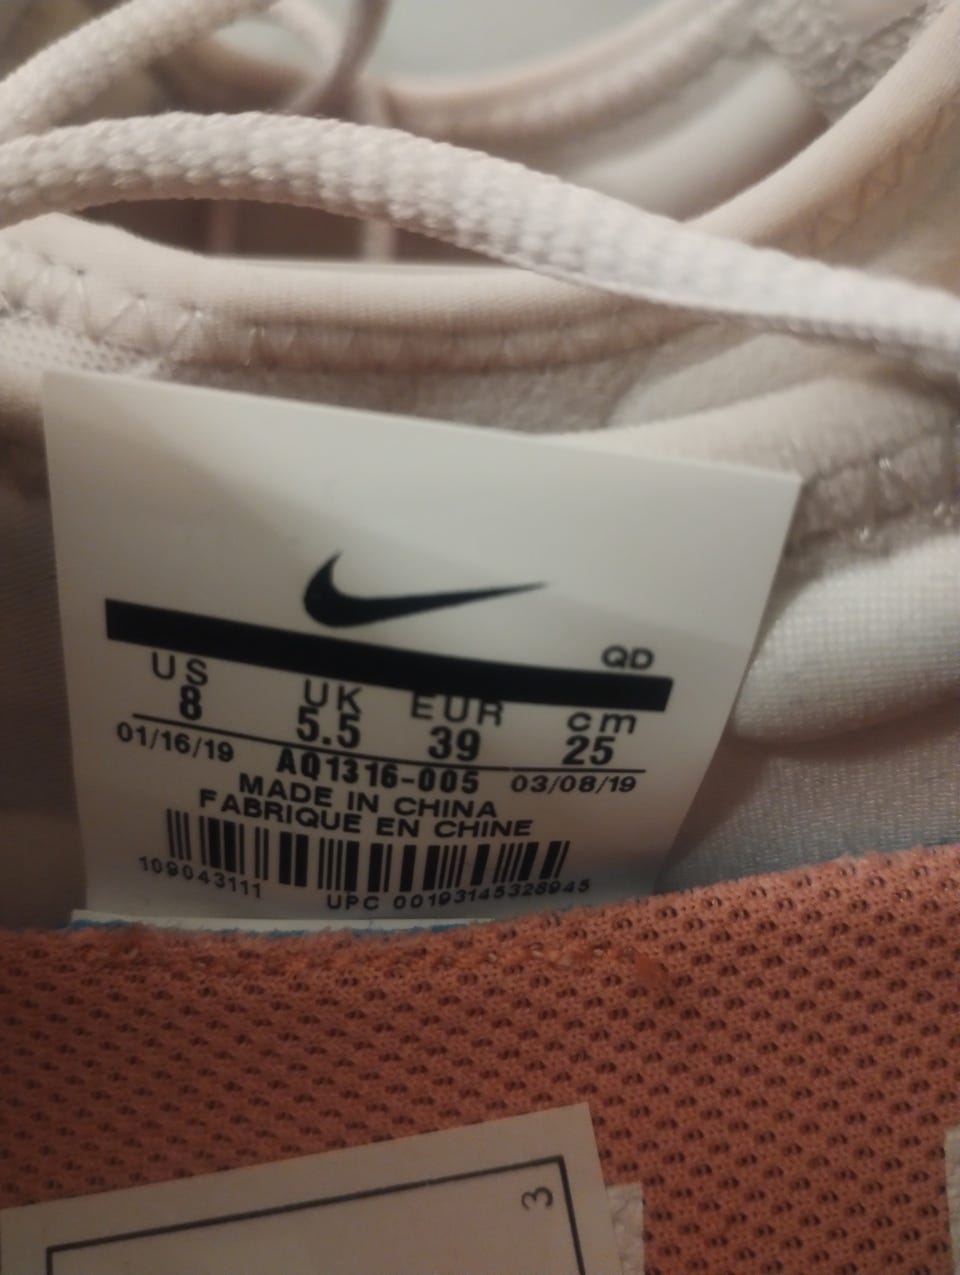 QD
US UK EUR cm
8 5.5 39 25
01/16/19 AQ1316-005 03/08/19
MADE IN CHINA
FABRIQUE EN CHINE
109043111
UPC 00193145328945
3